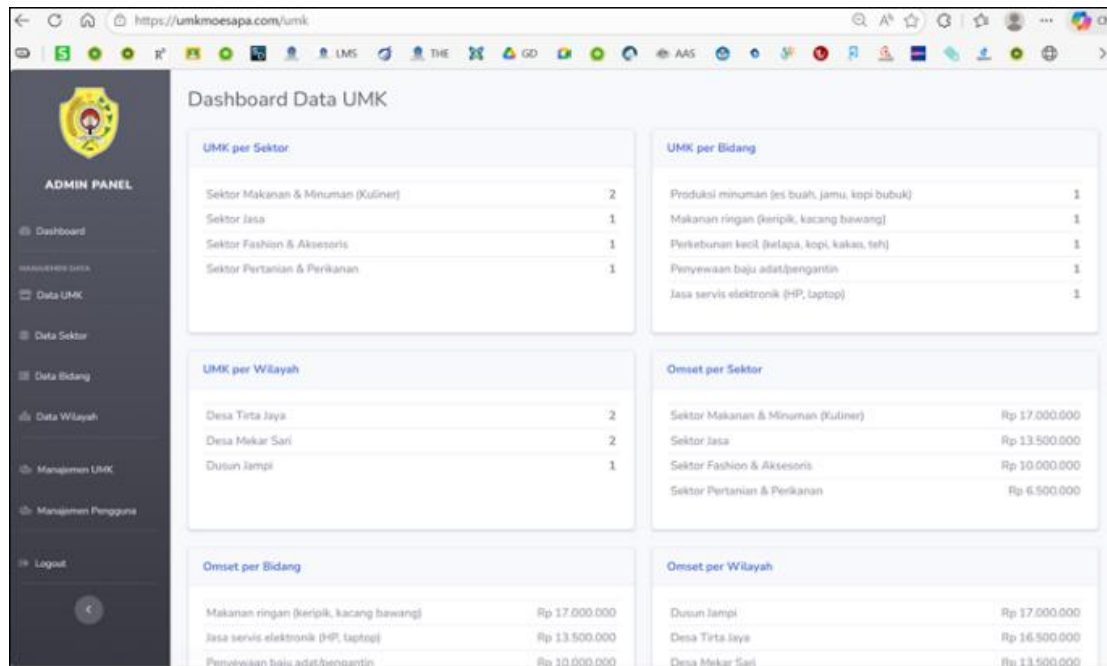 https://umkmoesapa.com/umk
LMS
THE
GD
AAS
ADMIN PANEL
Dashboard
MANAJEMEN DATA
Data UMK
Data Sektor
Data Bidang
Data Wilayah
Manajemen UMK
Manajemen Pengguna
Logout
Dashboard Data UMK
UMK per Sektor
Sektor Makanan & Minuman (Kuliner) 2
Sektor Jasa 1
Sektor Fashion & Aksesoris 1
Sektor Pertanian & Perikanan 1
UMK per Bidang
Produksi minuman (es buah, jamu, kopi bubuk) 1
Makanan ringan (keripik, kacang bawang) 1
Perkebunan kecil (kelapa, kopi, kakao, teh) 1
Penyewaan baju adat/pengantin 1
Jasa servis elektronik (HP, laptop) 1
UMK per Wilayah
Desa Tirta Jaya 2
Desa Mekar Sari 2
Dusun Jampi 1
Omset per Sektor
Sektor Makanan & Minuman (Kuliner) Rp 17.000.000
Sektor Jasa Rp 13.500.000
Sektor Fashion & Aksesoris Rp 10.000.000
Sektor Pertanian & Perikanan Rp 6.500.000
Omset per Bidang
Makanan ringan (keripik, kacang bawang) Rp 17.000.000
Jasa servis elektronik (HP, laptop) Rp 13.500.000
Penyewaan baju adat/pengantin Rp 10.000.000
Omset per Wilayah
Dusun Jampi Rp 17.000.000
Desa Tirta Jaya Rp 16.500.000
Desa Mekar Sari Rp 13.500.000